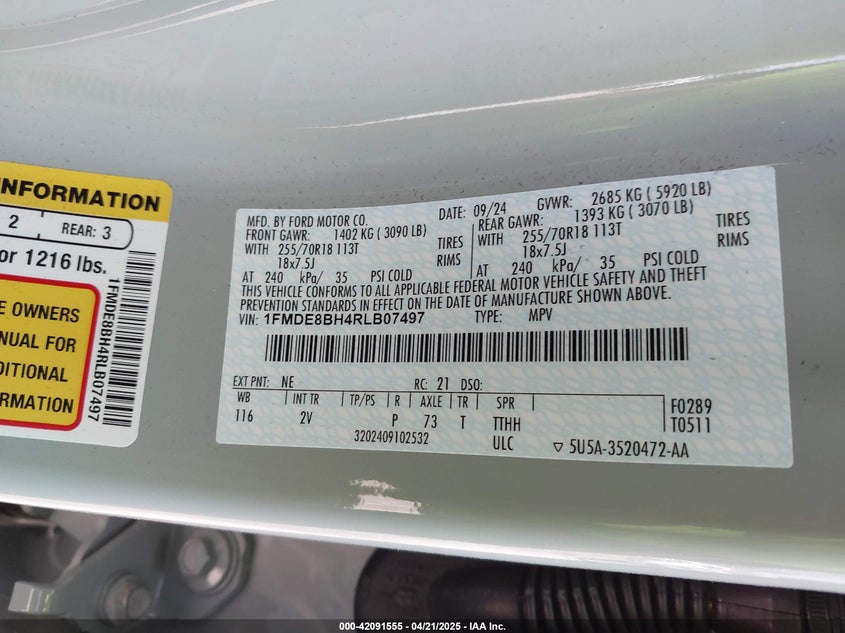 INFORMATION
2 REAR: 3
or 1216 lbs.
OWNERS
MANUAL FOR
1FMDE8BH4RLB07497
MFD. BY FORD MOTOR CO. DATE: 09/24 GVWR: 2685 KG ( 5920 LB)
FRONT GAWR: 1402 KG ( 3090 LB) REAR GAWR: 1393 KG ( 3070 LB)
WITH 255/70R18 113T TIRES WITH 255/70R18 113T TIRES
18x7.5J RIMS 18x7.5J RIMS
AT 240 kPa/ 35 PSI COLD AT 240 kPa/ 35 PSI COLD
THIS VEHICLE CONFORMS TO ALL APPLICABLE FEDERAL MOTOR VEHICLE SAFETY AND THEFT
PREVENTION STANDARDS IN EFFECT ON THE DATE OF MANUFACTURE SHOWN ABOVE.
VIN: 1FMDE8BH4RLB07497 TYPE: MPV
EXT PNT: NE RC: 21 DSO:
WB INT TR TP/PS R AXLE TR SPR F0289
116 2V P 73 T TTHH T0511
3202409102532 ULC 5U5A-3520472-AA
000-42091555 - 04/21/2025 - IAA Inc.